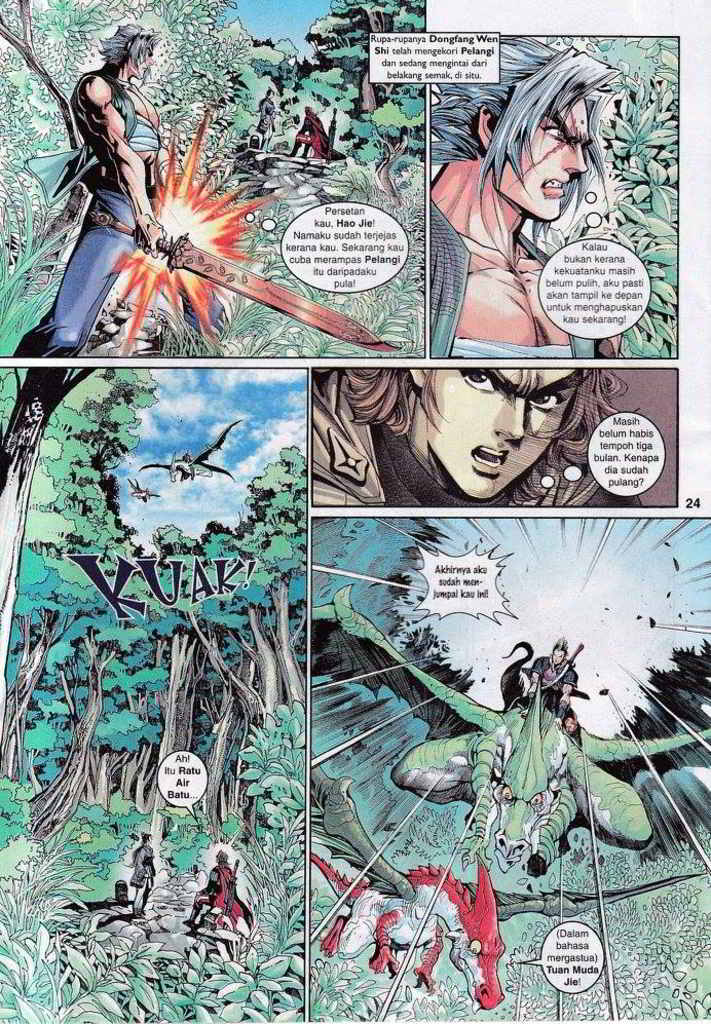 Rupa-rupanya Dongfang Wen
Shi telah mengekori Pelangi
dan sedang mengintai dari
belakang semak, di situ.
Persetan
kau, Hao Jie!
Namaku sudah terjejas
kerana kau. Sekarang kau
cuba merampas Pelangi
itu daripadaku
pula!
Kalau
bukan kerana
kekuatanku masih
belum pulih, aku pasti
akan tampil ke depan
untuk menghapuskan
kau sekarang!
KUAK!
Ah!
Itu Ratu
Air
Batu...
Masih
belum habis
tempoh tiga
bulan. Kenapa
dia sudah
pulang?
24
Akhirnya aku
sudah men-
jumpai kau ini!
(Dalam
bahasa
mergastua)
Tuan Muda
Jie!